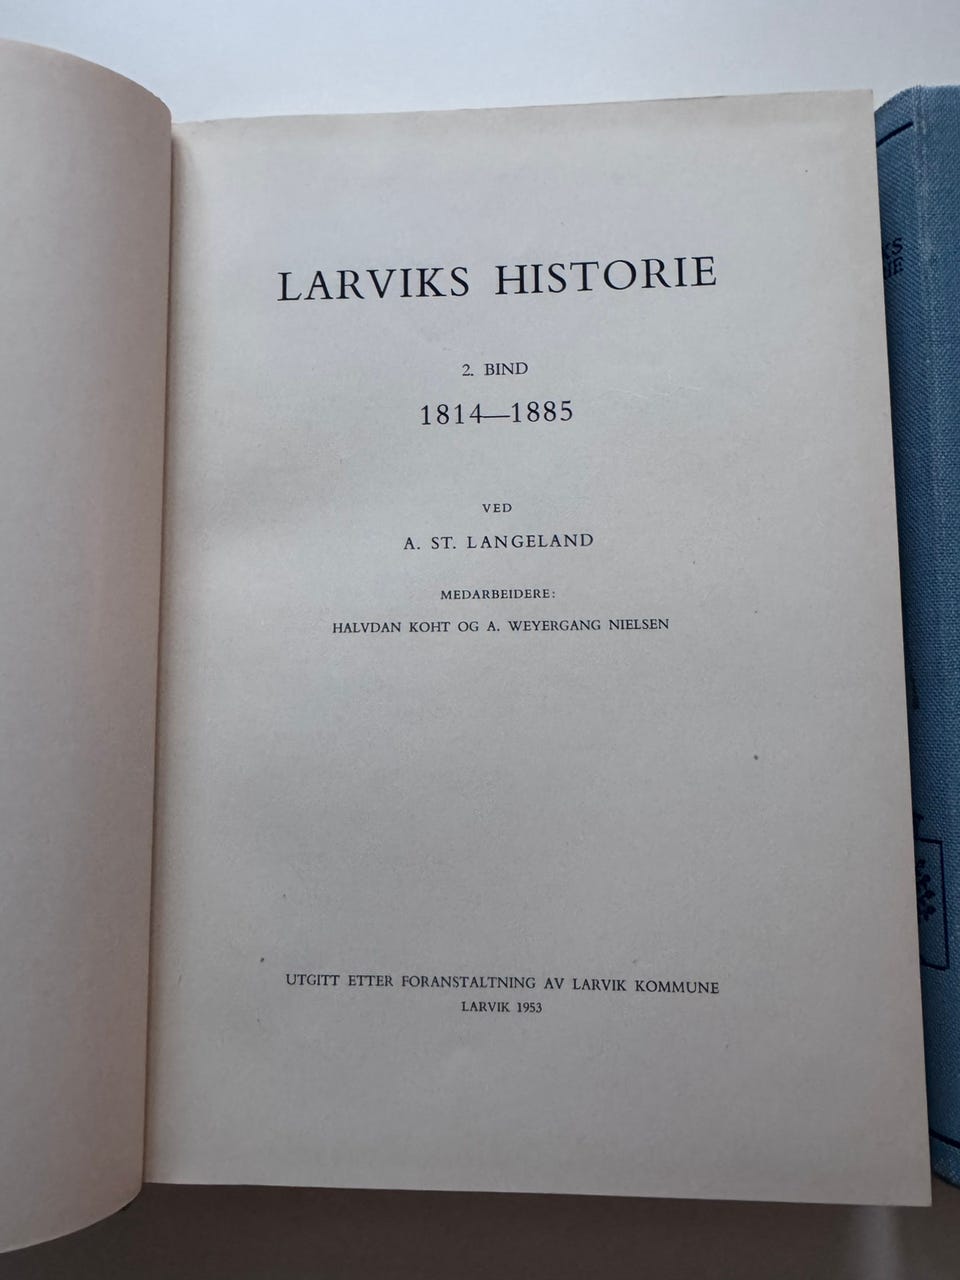 LARVIKS HISTORIE
2. BIND
1814—1885
VED
A. ST. LANGELAND
MEDARBEIDERE:
HALVDAN KOHT OG A. WEYERGANG NIELSEN
UTGITT ETTER FORANSTALTNING AV LARVIK KOMMUNE
LARVIK 1953